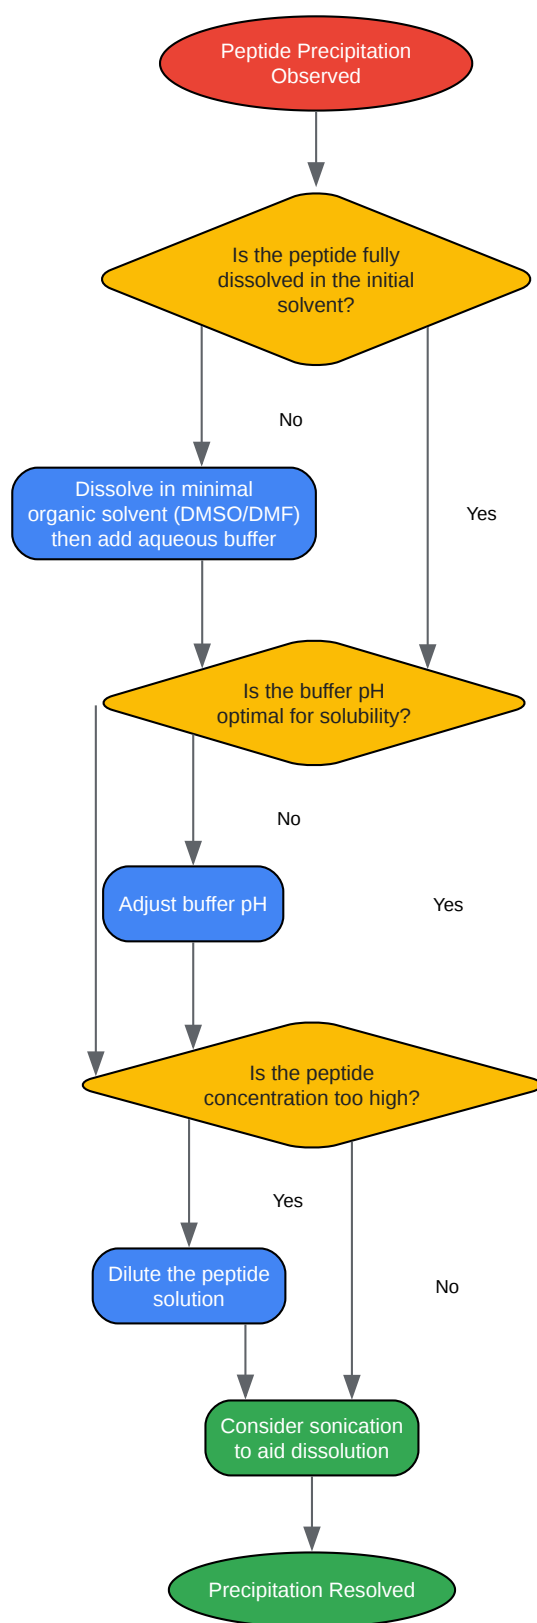 Peptide Precipitation
Observed
Is the peptide fully
dissolved in the initial
solvent?
No
Dissolve in minimal
organic solvent (DMSO/DMF)
then add aqueous buffer
Yes
Is the buffer pH
optimal for solubility?
No
Adjust buffer pH
Yes
Is the peptide
concentration too high?
Yes
Dilute the peptide
solution
No
Consider sonication
to aid dissolution
Precipitation Resolved